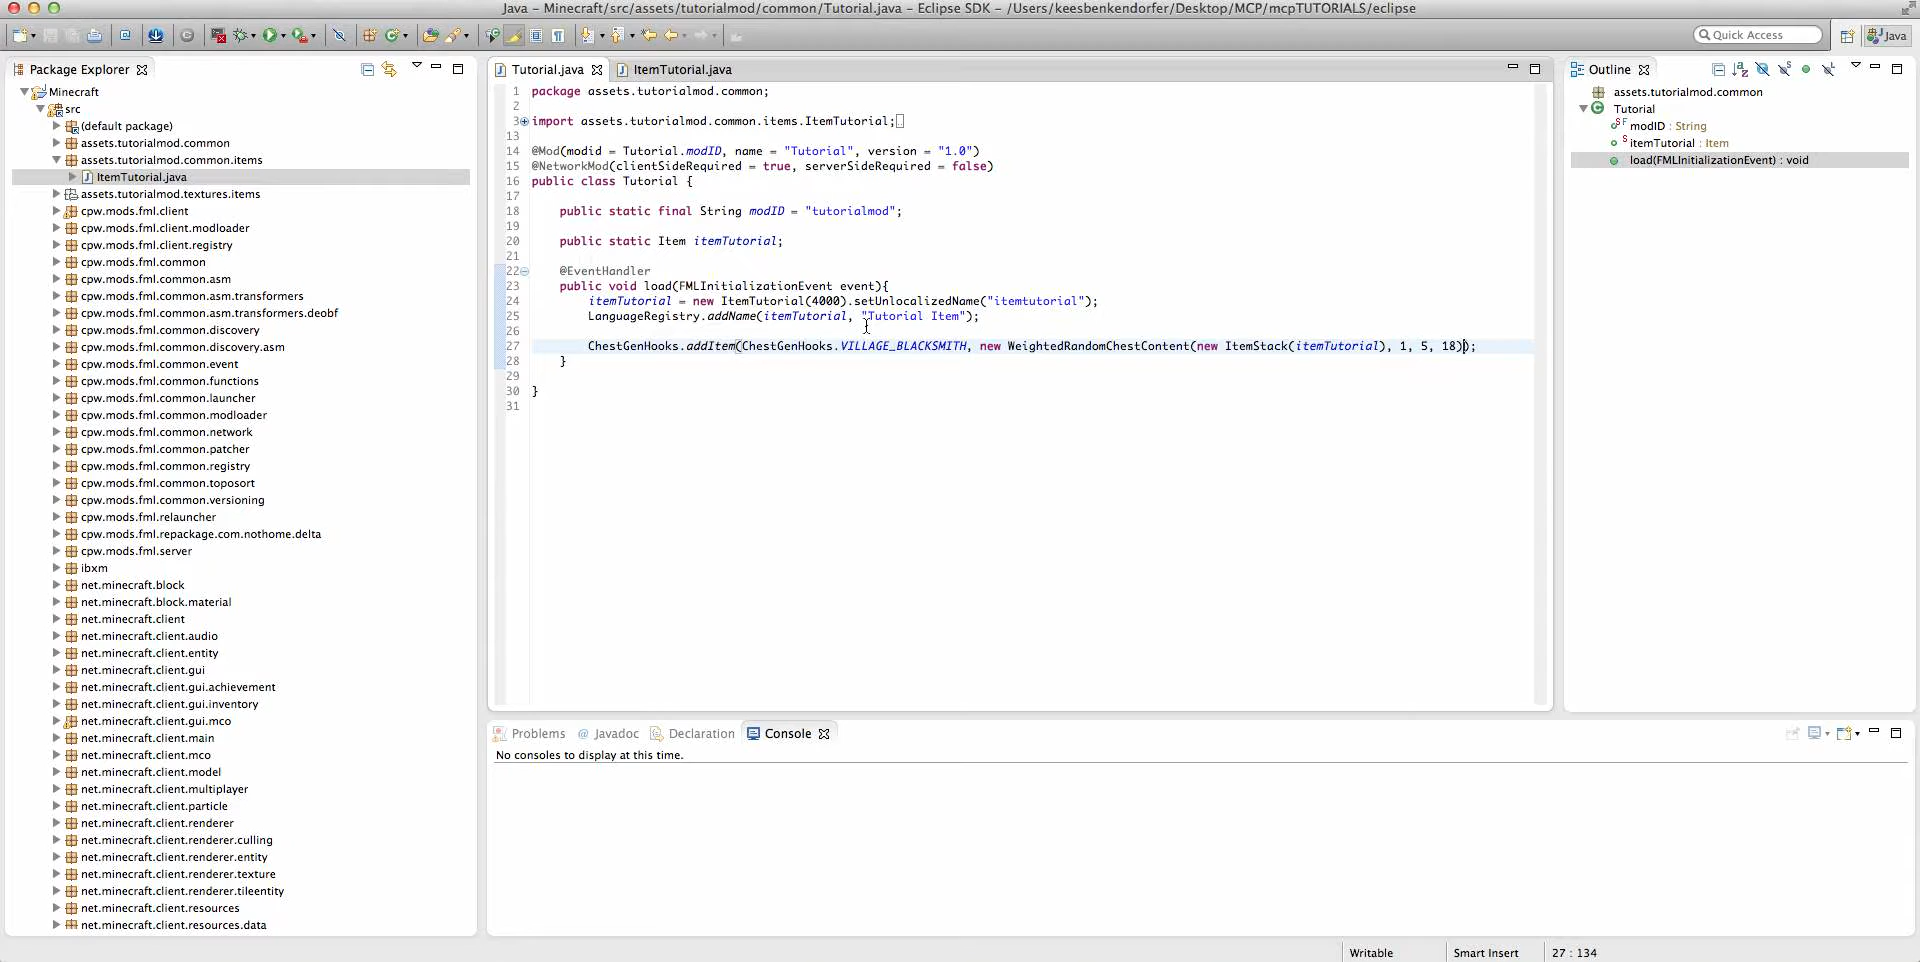 Java - Minecraft/src/assets/tutorialmod/common/Tutorial.java - Eclipse SDK - /Users/keesbenkendorfer/Desktop/MCP/mcpTUTORIALS/eclipse
Quick Access
Java
Package Explorer
Minecraft
src
(default package)
assets.tutorialmod.common
assets.tutorialmod.common.items
ItemTutorial.java
assets.tutorialmod.textures.items
cpw.mods.fml.client
cpw.mods.fml.client.modloader
cpw.mods.fml.client.registry
cpw.mods.fml.common
cpw.mods.fml.common.asm
cpw.mods.fml.common.asm.transformers
cpw.mods.fml.common.asm.transformers.deobf
cpw.mods.fml.common.discovery
cpw.mods.fml.common.discovery.asm
cpw.mods.fml.common.event
cpw.mods.fml.common.functions
cpw.mods.fml.common.launcher
cpw.mods.fml.common.modloader
cpw.mods.fml.common.network
cpw.mods.fml.common.patcher
cpw.mods.fml.common.registry
cpw.mods.fml.common.toposort
cpw.mods.fml.common.versioning
cpw.mods.fml.relauncher
cpw.mods.fml.repackage.com.nothome.delta
cpw.mods.fml.server
ibxm
net.minecraft.block
net.minecraft.block.material
net.minecraft.client
net.minecraft.client.audio
net.minecraft.client.entity
net.minecraft.client.gui
net.minecraft.client.gui.achievement
net.minecraft.client.gui.inventory
net.minecraft.client.gui.mco
net.minecraft.client.main
net.minecraft.client.mco
net.minecraft.client.model
net.minecraft.client.multiplayer
net.minecraft.client.particle
net.minecraft.client.renderer
net.minecraft.client.renderer.culling
net.minecraft.client.renderer.entity
net.minecraft.client.renderer.texture
net.minecraft.client.renderer.tileentity
net.minecraft.client.resources
net.minecraft.client.resources.data
Tutorial.java
ItemTutorial.java
1 package assets.tutorialmod.common;
2
3 import assets.tutorialmod.common.items.ItemTutorial;
13
14 @Mod(modid = Tutorial.modID, name = "Tutorial", version = "1.0")
15 @NetworkMod(clientSideRequired = true, serverSideRequired = false)
16 public class Tutorial {
17
18 public static final String modID = "tutorialmod";
19
20 public static Item itemTutorial;
21
22 @EventHandler
23 public void load(FMLInitializationEvent event){
24 itemTutorial = new ItemTutorial(4000).setUnlocalizedName("itemtutorial");
25 LanguageRegistry.addName(itemTutorial, "Tutorial Item");
26
27 ChestGenHooks.addItem(ChestGenHooks.VILLAGE_BLACKSMITH, new WeightedRandomChestContent(new ItemStack(itemTutorial), 1, 5, 18));
28 }
29
30 }
31
Outline
assets.tutorialmod.common
Tutorial
modID : String
itemTutorial : Item
load(FMLInitializationEvent) : void
Problems
@ Javadoc
Declaration
Console
No consoles to display at this time.
Writable
Smart Insert
27 : 134